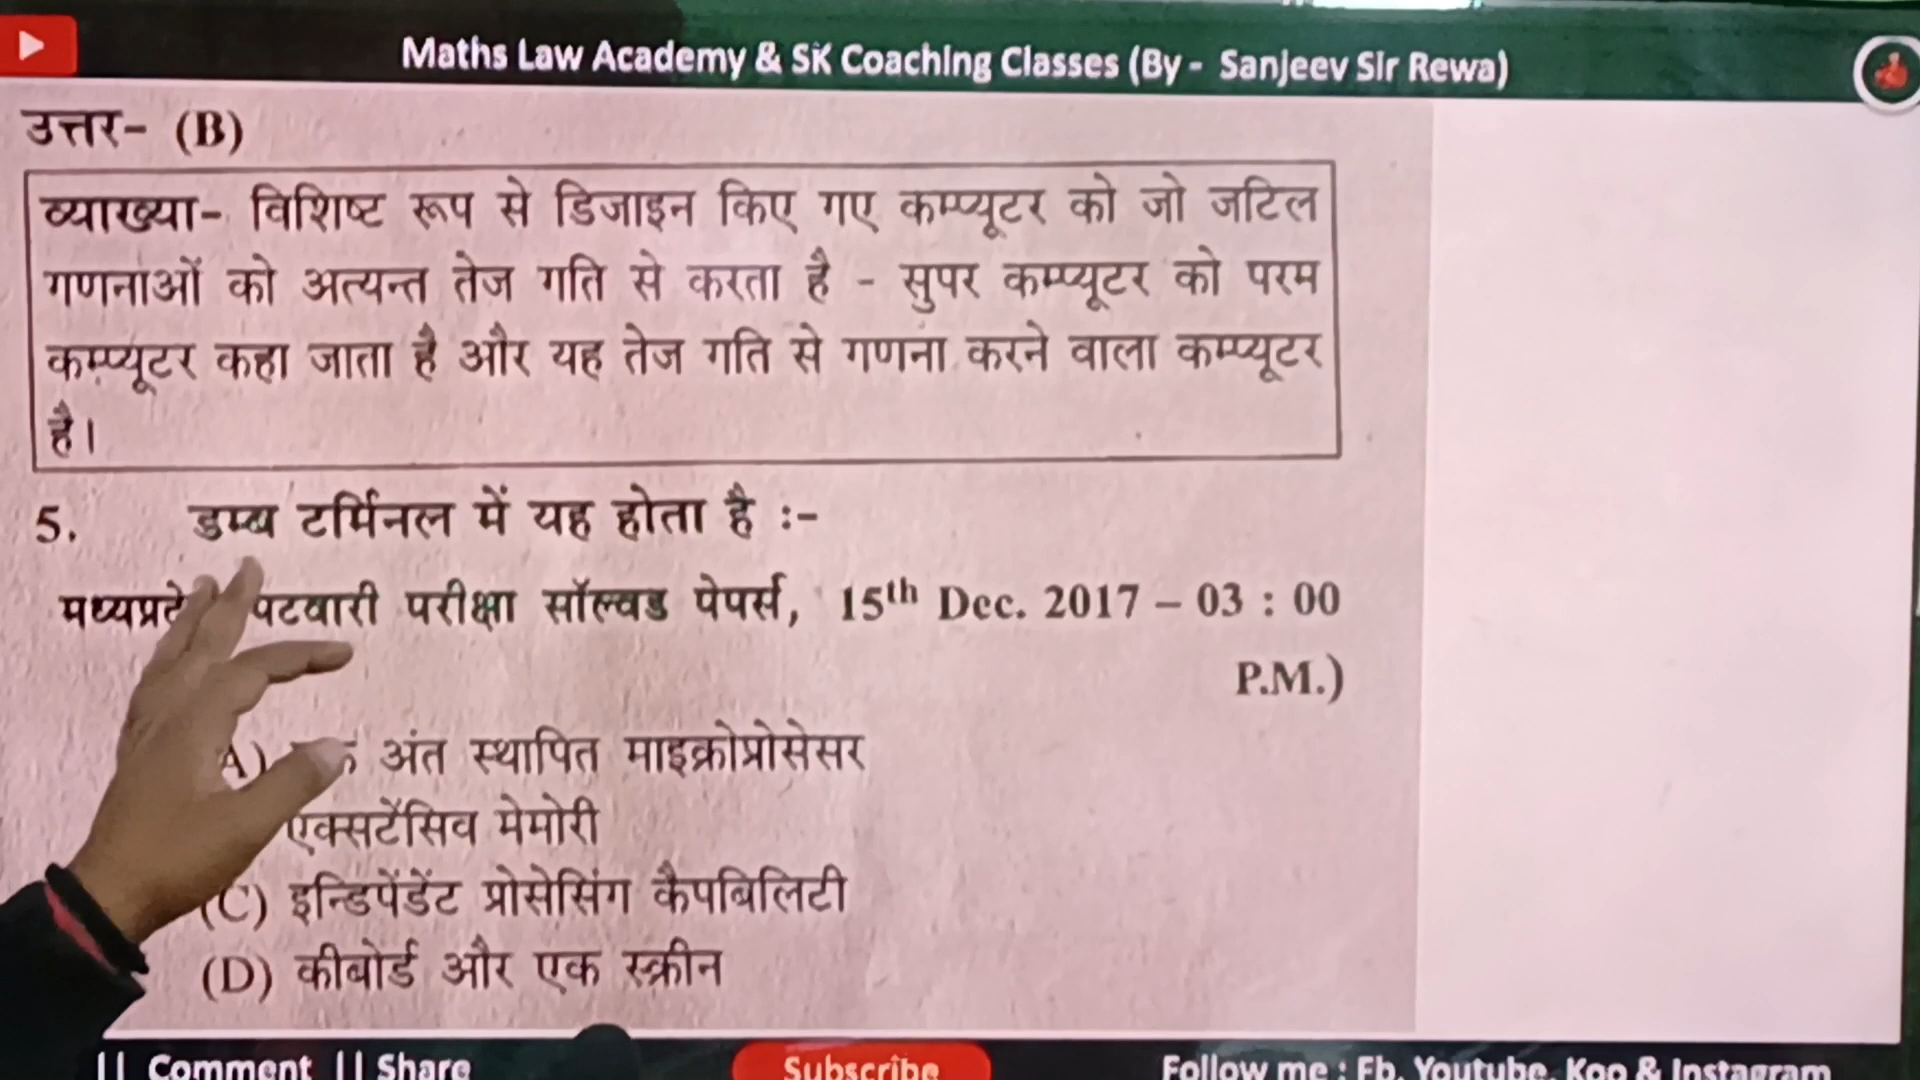 Maths Law Academy & SK Coaching Classes (By - Sanjeev Sir Rewa)
उत्तर- (B)
व्याख्या- विशिष्ट रूप से डिजाइन किए गए कम्प्यूटर को जो जटिल
गणनाओं को अत्यन्त तेज गति से करता है - सुपर कम्प्यूटर को परम
कम्प्यूटर कहा जाता है और यह तेज गति से गणना करने वाला कम्प्यूटर
है।
5. डम्ब टर्मिनल में यह होता है :-
पटवारी परीक्षा सॉल्वड पेपर्स, 15th Dec. 2017 – 03 : 00
P.M.)
A) अंत स्थापित माइक्रोप्रोसेसर
एक्सटेंसिव मेमोरी
(C) इन्डिपेंडेंट प्रोसेसिंग कैपबिलिटी
(D) कीबोर्ड और एक स्क्रीन
|| Comment || Share Subscribe Follow me : Fb, Youtube, Koo & Instagram